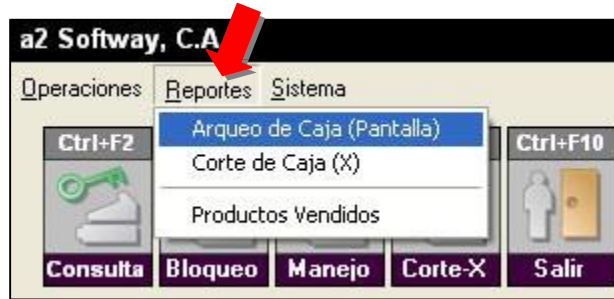 a2 Softway, C.A
Operaciones Reportes Sistema
Arqueo de Caja (Pantalla)
Corte de Caja (X)
Productos Vendidos
Ctrl+F2 Ctrl+F10
Consulta Bloqueo Manejo Corte-X Salir